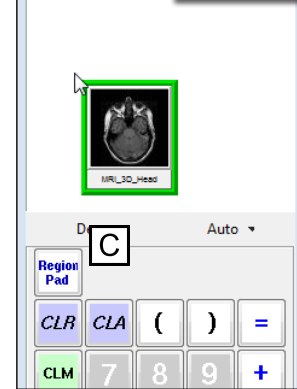 MRI_3D_Head
Auto
C
Region
Pad
CLR CLA ( ) =
CLM 7 8 9 +